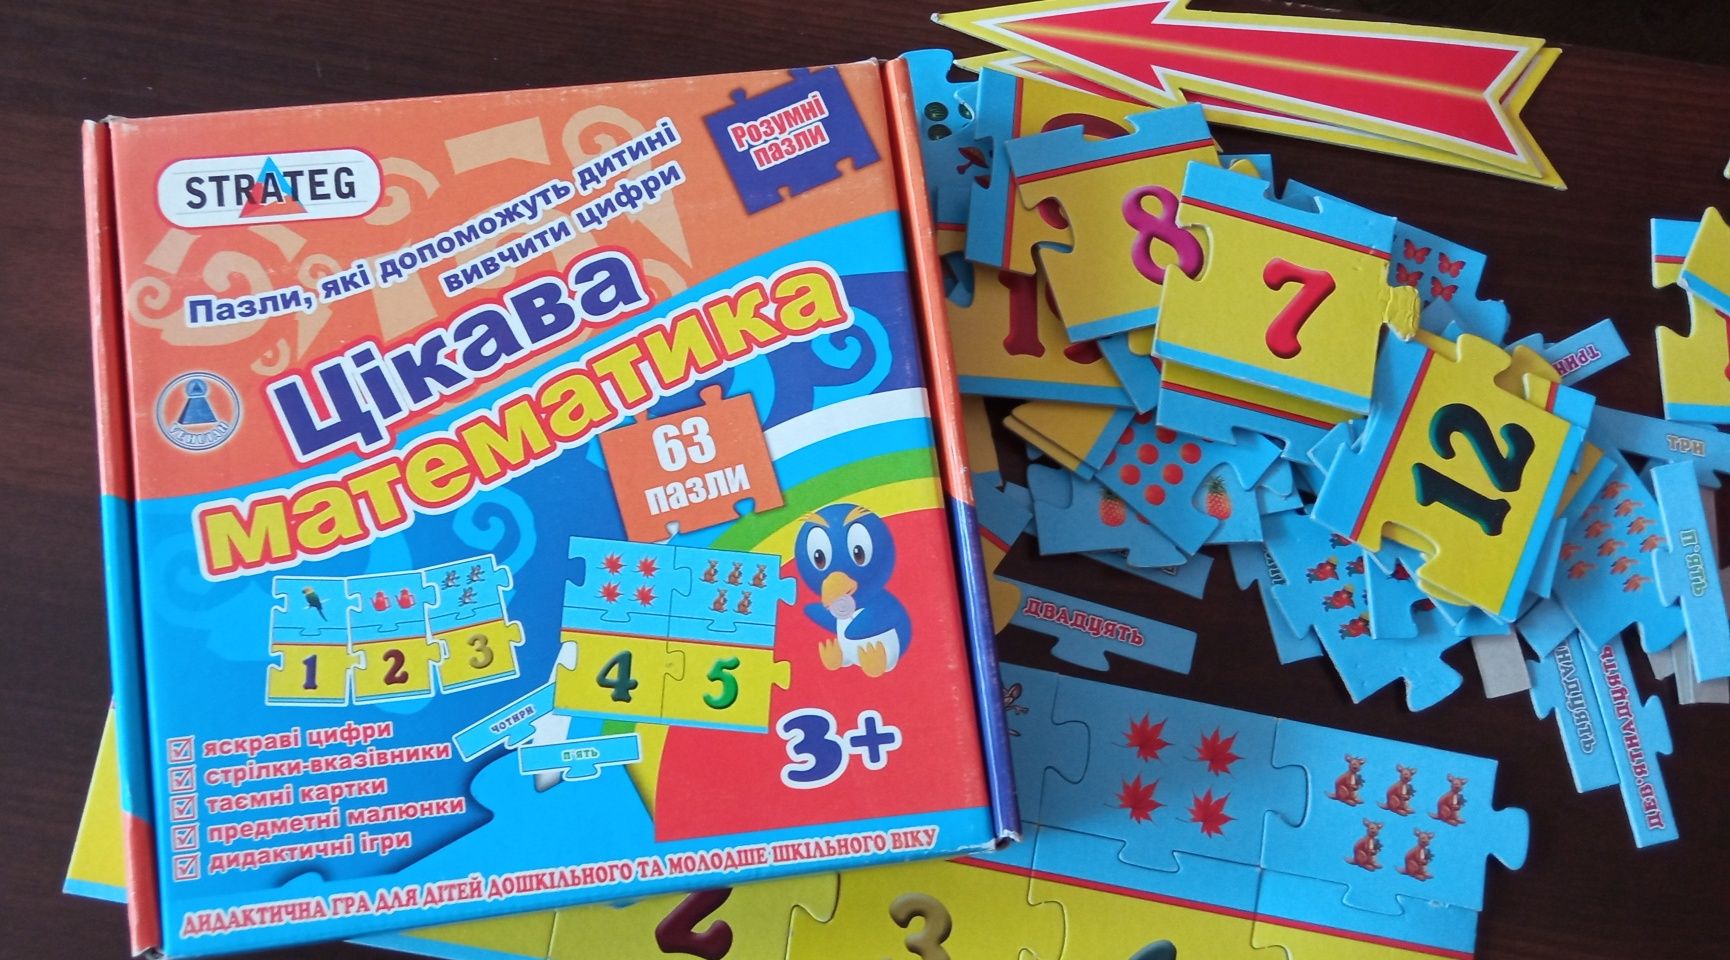 STRATEG
Розумні
пазли
Пазли, які допоможуть дитині
вивчити цифри
Цікава
математика
63
пазли
1
2
3
4
5
чотири
п'ять
3+
яскраві цифри
стрілки-вказівники
таємні картки
предметні малюнки
дидактичні ігри
ДИДАКТИЧНА ГРА ДЛЯ ДІТЕЙ ДОШКІЛЬНОГО ТА МОЛОДШЕ ШКІЛЬНОГО ВІКУ
8
7
12
ТРИ
П'ЯТЬ
ДВАДЦЯТЬ
ДЕВ'ЯТНАДЦЯТЬ
2
3